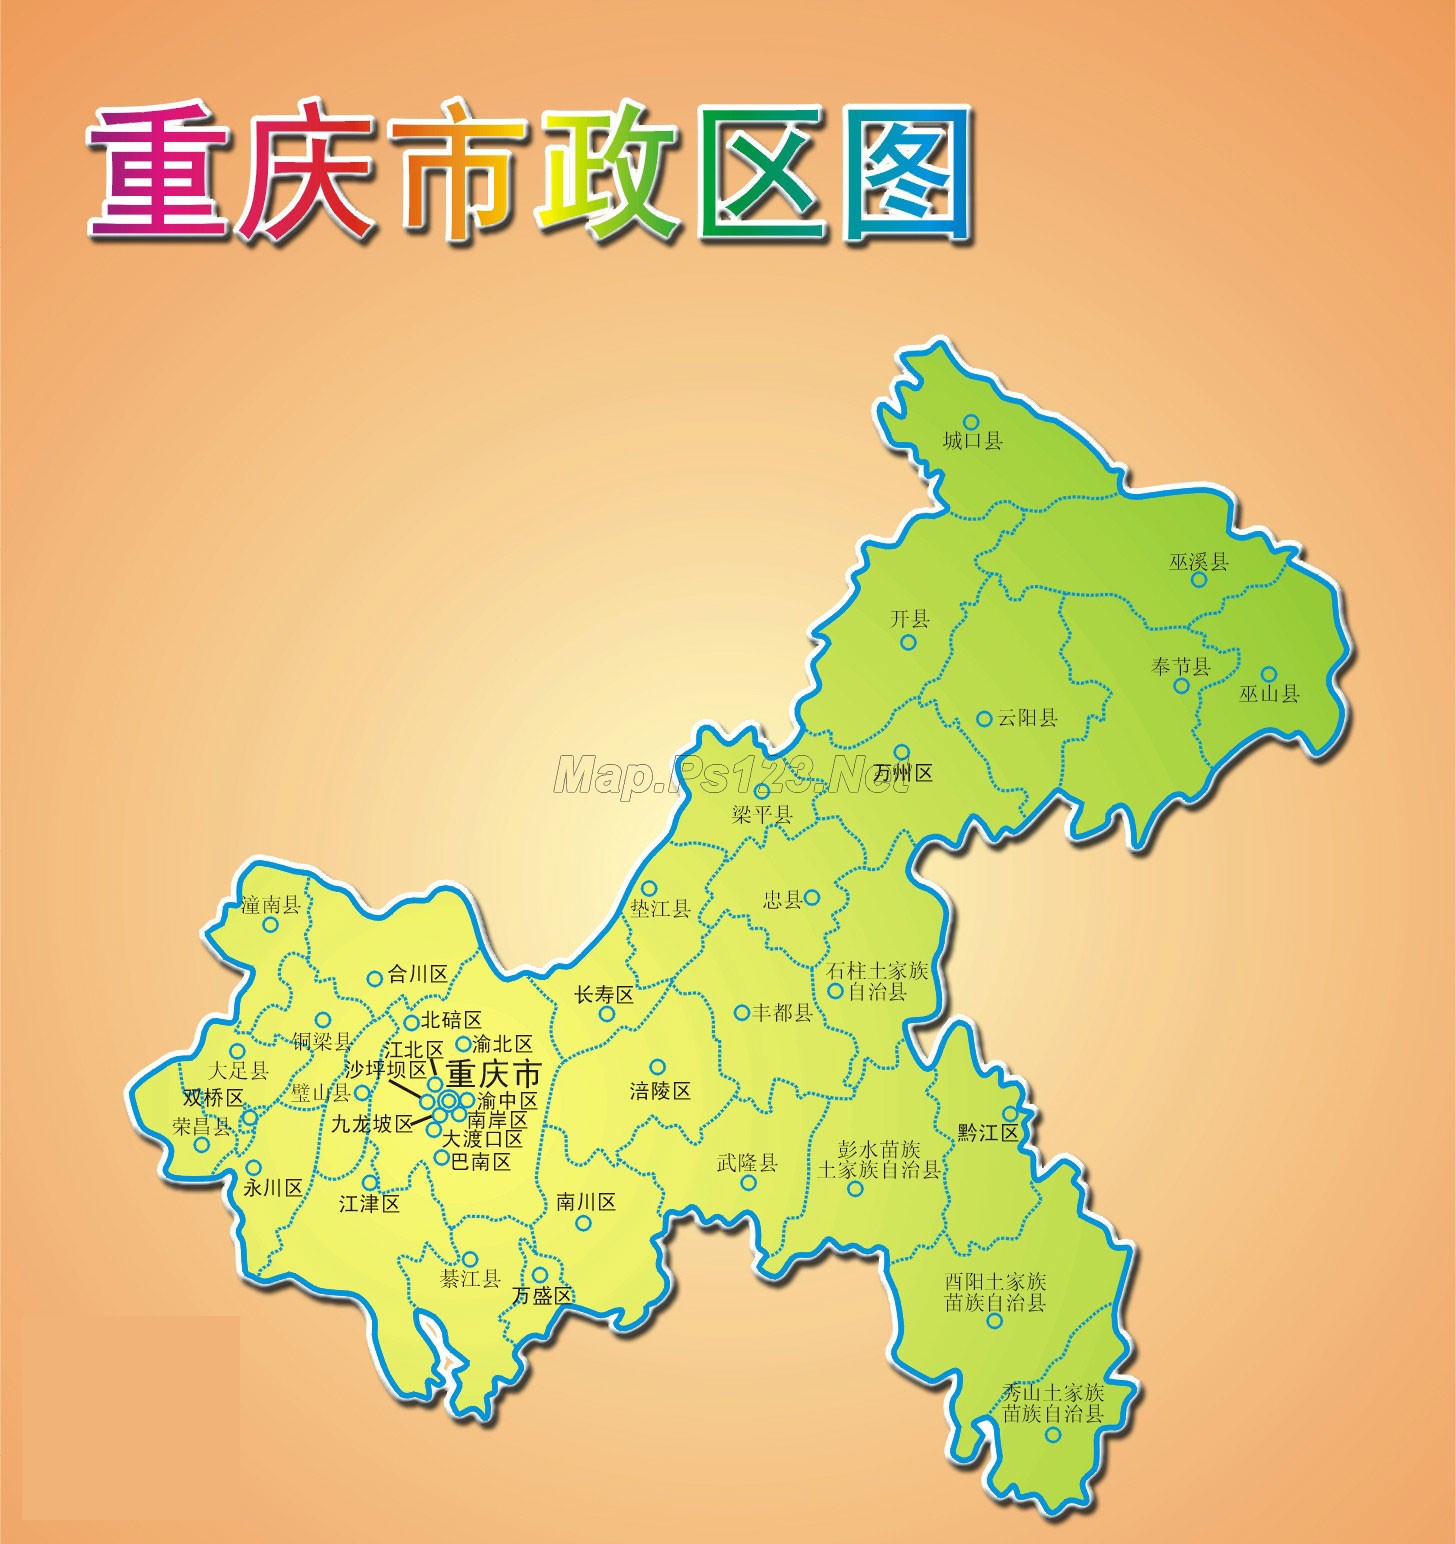 重庆市政区图
城口县
巫溪县
开县
奉节县
巫山县
云阳县
万州区
Map.Ps123.Net
梁平县
忠县
垫江县
潼南县
石柱土家族
自治县
合川区
长寿区
丰都县
北碚区
铜梁县
渝北区
江北区
大足县
沙坪坝区
重庆市
璧山县
涪陵区
双桥区
渝中区
荣昌县
九龙坡区
南岸区
大渡口区
黔江区
巴南区
武隆县
彭水苗族
土家族自治县
永川区
江津区
南川区
綦江县
万盛区
酉阳土家族
苗族自治县
秀山土家族
苗族自治县